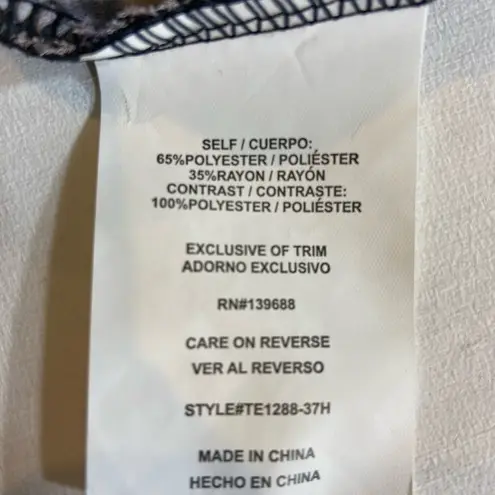 SELF / CUERPO:
65%POLYESTER / POLIÉSTER
35%RAYON / RAYÓN
CONTRAST / CONTRASTE:
100%POLYESTER / POLIÉSTER
EXCLUSIVE OF TRIM
ADORNO EXCLUSIVO
RN#139688
CARE ON REVERSE
VER AL REVERSO
STYLE#TE1288-37H
MADE IN CHINA
HECHO EN CHINA